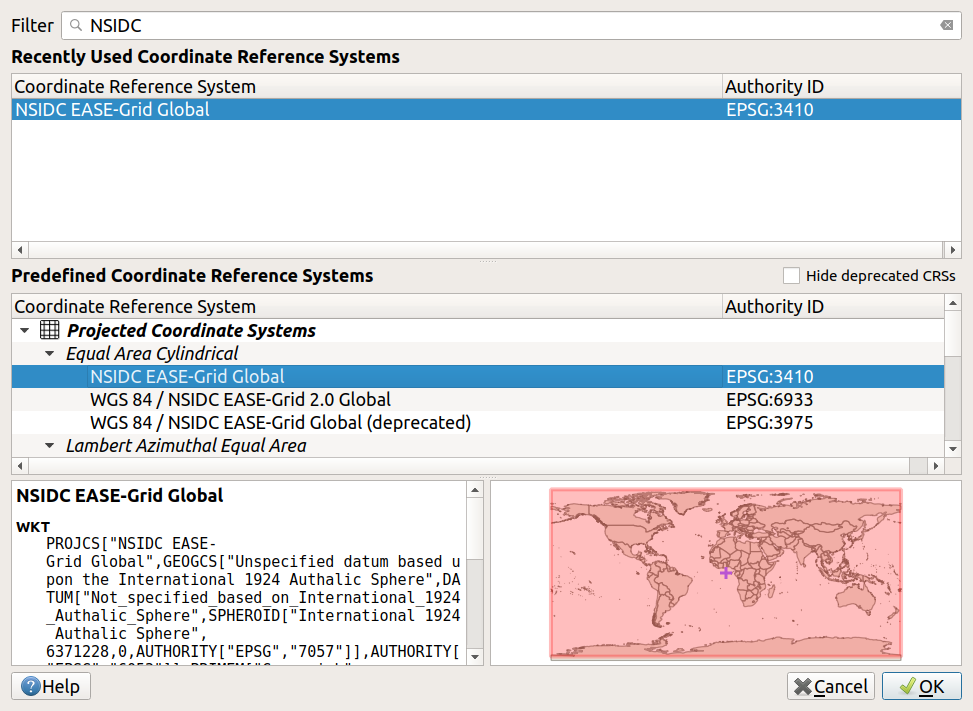 Filter NSIDC
Recently Used Coordinate Reference Systems
Coordinate Reference System Authority ID
NSIDC EASE-Grid Global EPSG:3410
Predefined Coordinate Reference Systems Hide deprecated CRSs
Coordinate Reference System Authority ID
Projected Coordinate Systems
Equal Area Cylindrical
NSIDC EASE-Grid Global EPSG:3410
WGS 84 / NSIDC EASE-Grid 2.0 Global EPSG:6933
WGS 84 / NSIDC EASE-Grid Global (deprecated) EPSG:3975
Lambert Azimuthal Equal Area
NSIDC EASE-Grid Global
WKT
PROJCS["NSIDC EASE-
Grid Global",GEOGCS["Unspecified datum based u
pon the International 1924 Authalic Sphere",DA
TUM["Not_specified_based_on_International_1924
_Authalic_Sphere",SPHEROID["International 1924
Authalic Sphere",
6371228,0,AUTHORITY["EPSG","7057"]],AUTHORITY[
Help Cancel OK